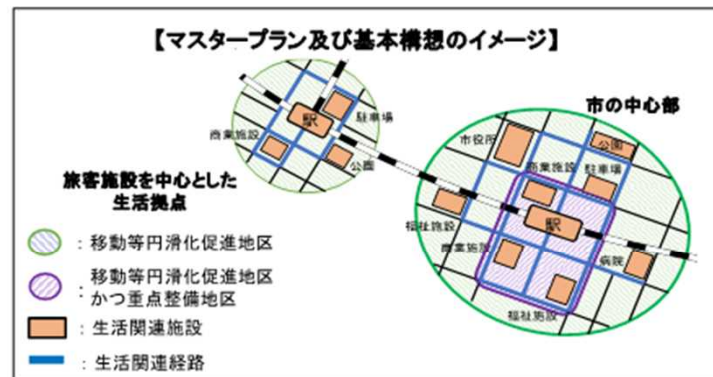 【マスタープラン及び基本構想のイメージ】
市の中心部
駅
駐車場
商業施設
公園
市役所
公園
商業施設
駐車場
旅客施設を中心とした
生活拠点
福祉施設
駅
商業施設
病院
福祉施設
：移動等円滑化促進地区
：移動等円滑化促進地区
かつ重点整備地区
：生活関連施設
：生活関連経路